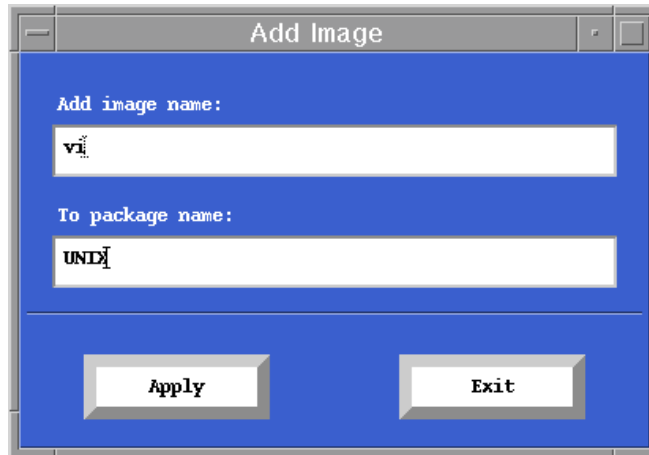 Add Image
Add image name:
vi
To package name:
UNIX
Apply
Exit